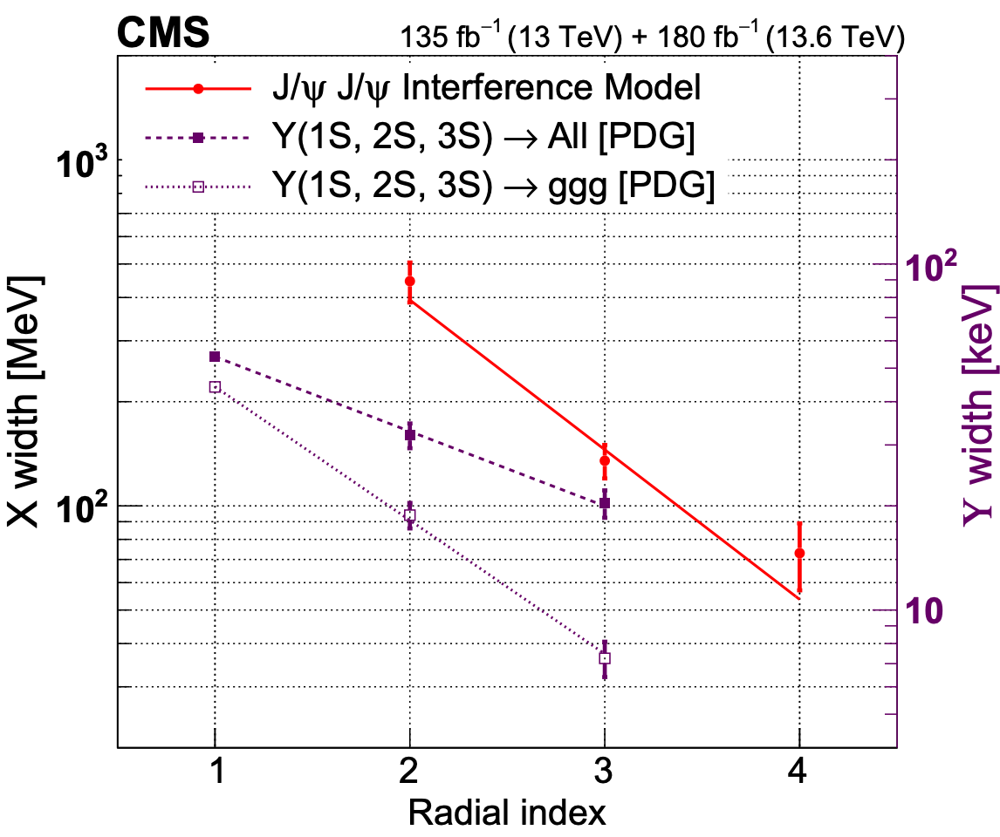 CMS
135 fb⁻¹ (13 TeV) + 180 fb⁻¹ (13.6 TeV)
J/ψ J/ψ Interference Model
Υ(1S, 2S, 3S) → All [PDG]
Υ(1S, 2S, 3S) → ggg [PDG]
10³
10²
X width [MeV]
10²
10
Υ width [keV]
1 2 3 4
Radial index